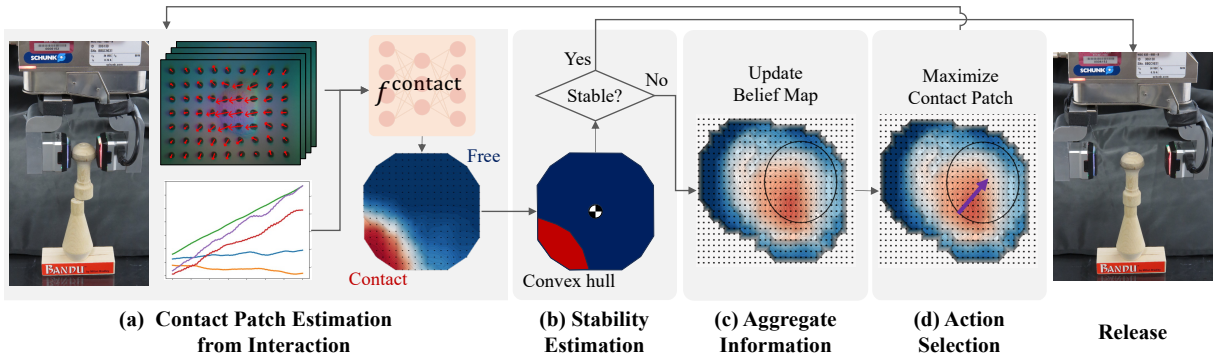 SCHUNK
BANDU
f contact
Free
Contact
Yes
Stable?
No
Convex hull
Update
Belief Map
Maximize
Contact Patch
SCHUNK
BANDU
(a) Contact Patch Estimation
from Interaction
(b) Stability
Estimation
(c) Aggregate
Information
(d) Action
Selection
Release